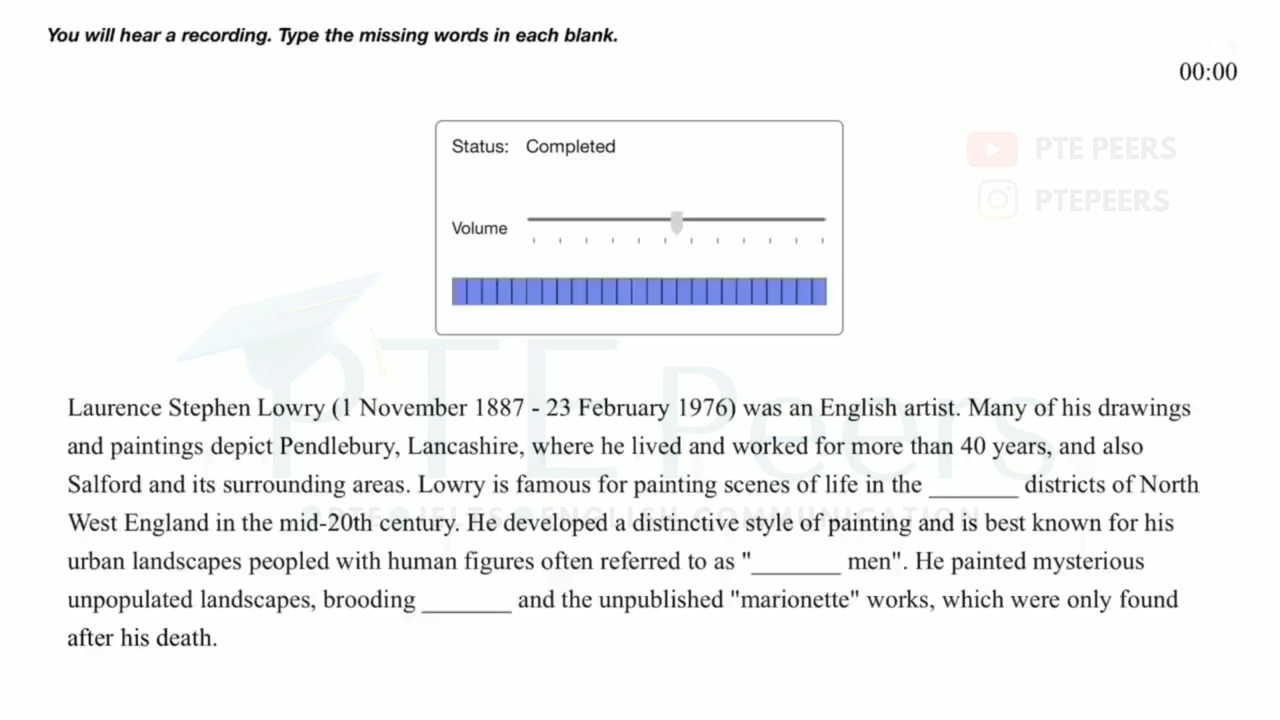 You will hear a recording. Type the missing words in each blank.
00:00
Status: Completed
PTE PEERS
PTEPEERS
Volume
PTE Peers
Laurence Stephen Lowry (1 November 1887 - 23 February 1976) was an English artist. Many of his drawings
and paintings depict Pendlebury, Lancashire, where he lived and worked for more than 40 years, and also
Salford and its surrounding areas. Lowry is famous for painting scenes of life in the _______ districts of North
PTE IELTS ENGLISH COMMUNICATION
West England in the mid-20th century. He developed a distinctive style of painting and is best known for his
urban landscapes peopled with human figures often referred to as "_______ men". He painted mysterious
unpopulated landscapes, brooding _______ and the unpublished "marionette" works, which were only found
after his death.